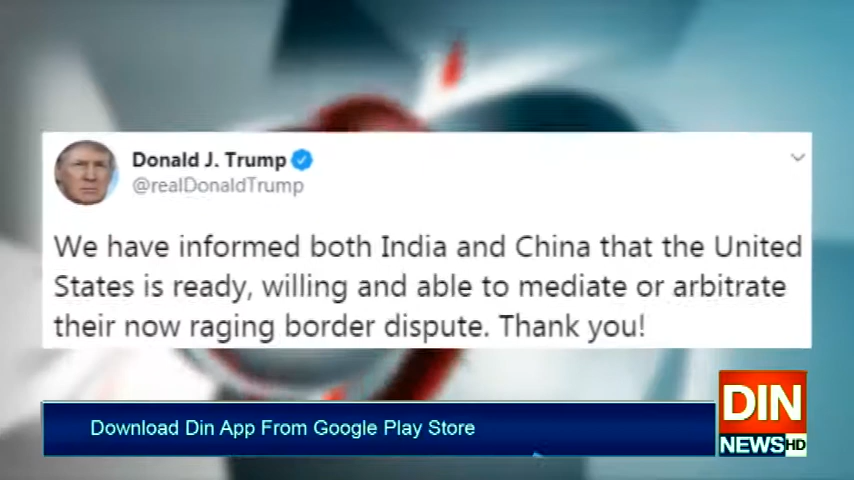 Donald J. Trump
@realDonaldTrump
We have informed both India and China that the United
States is ready, willing and able to mediate or arbitrate
their now raging border dispute. Thank you!
Download Din App From Google Play Store
DIN
NEWS HD